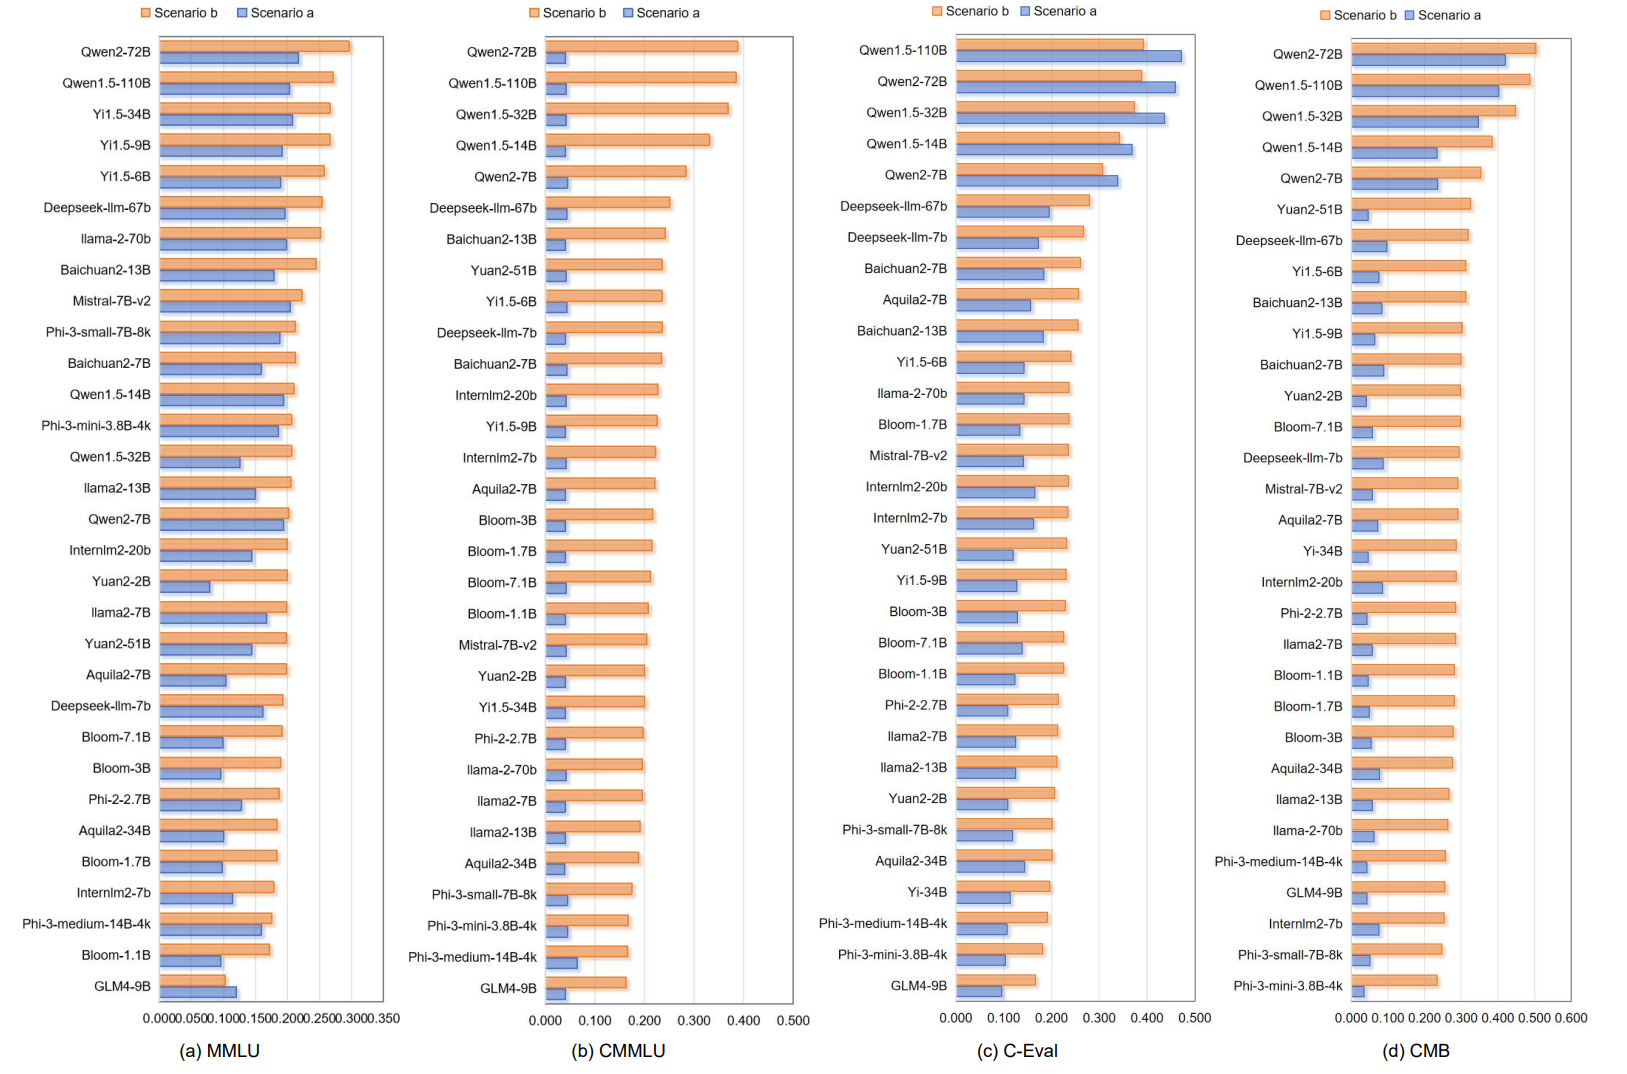 Scenario b Scenario a
Qwen2-72B
Qwen1.5-110B
Yi1.5-34B
Yi1.5-9B
Yi1.5-6B
Deepseek-llm-67b
llama-2-70b
Baichuan2-13B
Mistral-7B-v2
Phi-3-small-7B-8k
Baichuan2-7B
Qwen1.5-14B
Phi-3-mini-3.8B-4k
Qwen1.5-32B
llama2-13B
Qwen2-7B
Internlm2-20b
Yuan2-2B
llama2-7B
Yuan2-51B
Aquila2-7B
Deepseek-llm-7b
Bloom-7.1B
Bloom-3B
Phi-2-2.7B
Aquila2-34B
Bloom-1.7B
Internlm2-7b
Phi-3-medium-14B-4k
Bloom-1.1B
GLM4-9B
0.000 0.050 0.100 0.150 0.200 0.250 0.300 0.350
(a) MMLU
Scenario b Scenario a
Qwen2-72B
Qwen1.5-110B
Qwen1.5-32B
Qwen1.5-14B
Qwen2-7B
Deepseek-llm-67b
Baichuan2-13B
Yuan2-51B
Yi1.5-6B
Deepseek-llm-7b
Baichuan2-7B
Internlm2-20b
Yi1.5-9B
Internlm2-7b
Aquila2-7B
Bloom-3B
Bloom-1.7B
Bloom-7.1B
Bloom-1.1B
Mistral-7B-v2
Yuan2-2B
Yi1.5-34B
Phi-2-2.7B
llama-2-70b
llama2-7B
llama2-13B
Aquila2-34B
Phi-3-small-7B-8k
Phi-3-mini-3.8B-4k
Phi-3-medium-14B-4k
GLM4-9B
0.000 0.100 0.200 0.300 0.400 0.500
(b) CMMLU
Scenario b Scenario a
Qwen1.5-110B
Qwen2-72B
Qwen1.5-32B
Qwen1.5-14B
Qwen2-7B
Deepseek-llm-67b
Deepseek-llm-7b
Baichuan2-7B
Aquila2-7B
Baichuan2-13B
Yi1.5-6B
llama-2-70b
Bloom-1.7B
Mistral-7B-v2
Internlm2-20b
Internlm2-7b
Yuan2-51B
Yi1.5-9B
Bloom-3B
Bloom-7.1B
Bloom-1.1B
Phi-2-2.7B
llama2-7B
llama2-13B
Yuan2-2B
Phi-3-small-7B-8k
Aquila2-34B
Yi-34B
Phi-3-medium-14B-4k
Phi-3-mini-3.8B-4k
GLM4-9B
0.000 0.100 0.200 0.300 0.400 0.500
(c) C-Eval
Scenario b Scenario a
Qwen2-72B
Qwen1.5-110B
Qwen1.5-32B
Qwen1.5-14B
Qwen2-7B
Yuan2-51B
Deepseek-llm-67b
Yi1.5-6B
Baichuan2-13B
Yi1.5-9B
Baichuan2-7B
Yuan2-2B
Bloom-7.1B
Deepseek-llm-7b
Mistral-7B-v2
Aquila2-7B
Yi-34B
Internlm2-20b
Phi-2-2.7B
llama2-7B
Bloom-1.1B
Bloom-1.7B
Bloom-3B
Aquila2-34B
llama2-13B
llama-2-70b
Phi-3-medium-14B-4k
GLM4-9B
Internlm2-7b
Phi-3-small-7B-8k
Phi-3-mini-3.8B-4k
0.000 0.100 0.200 0.300 0.400 0.500 0.600
(d) CMB